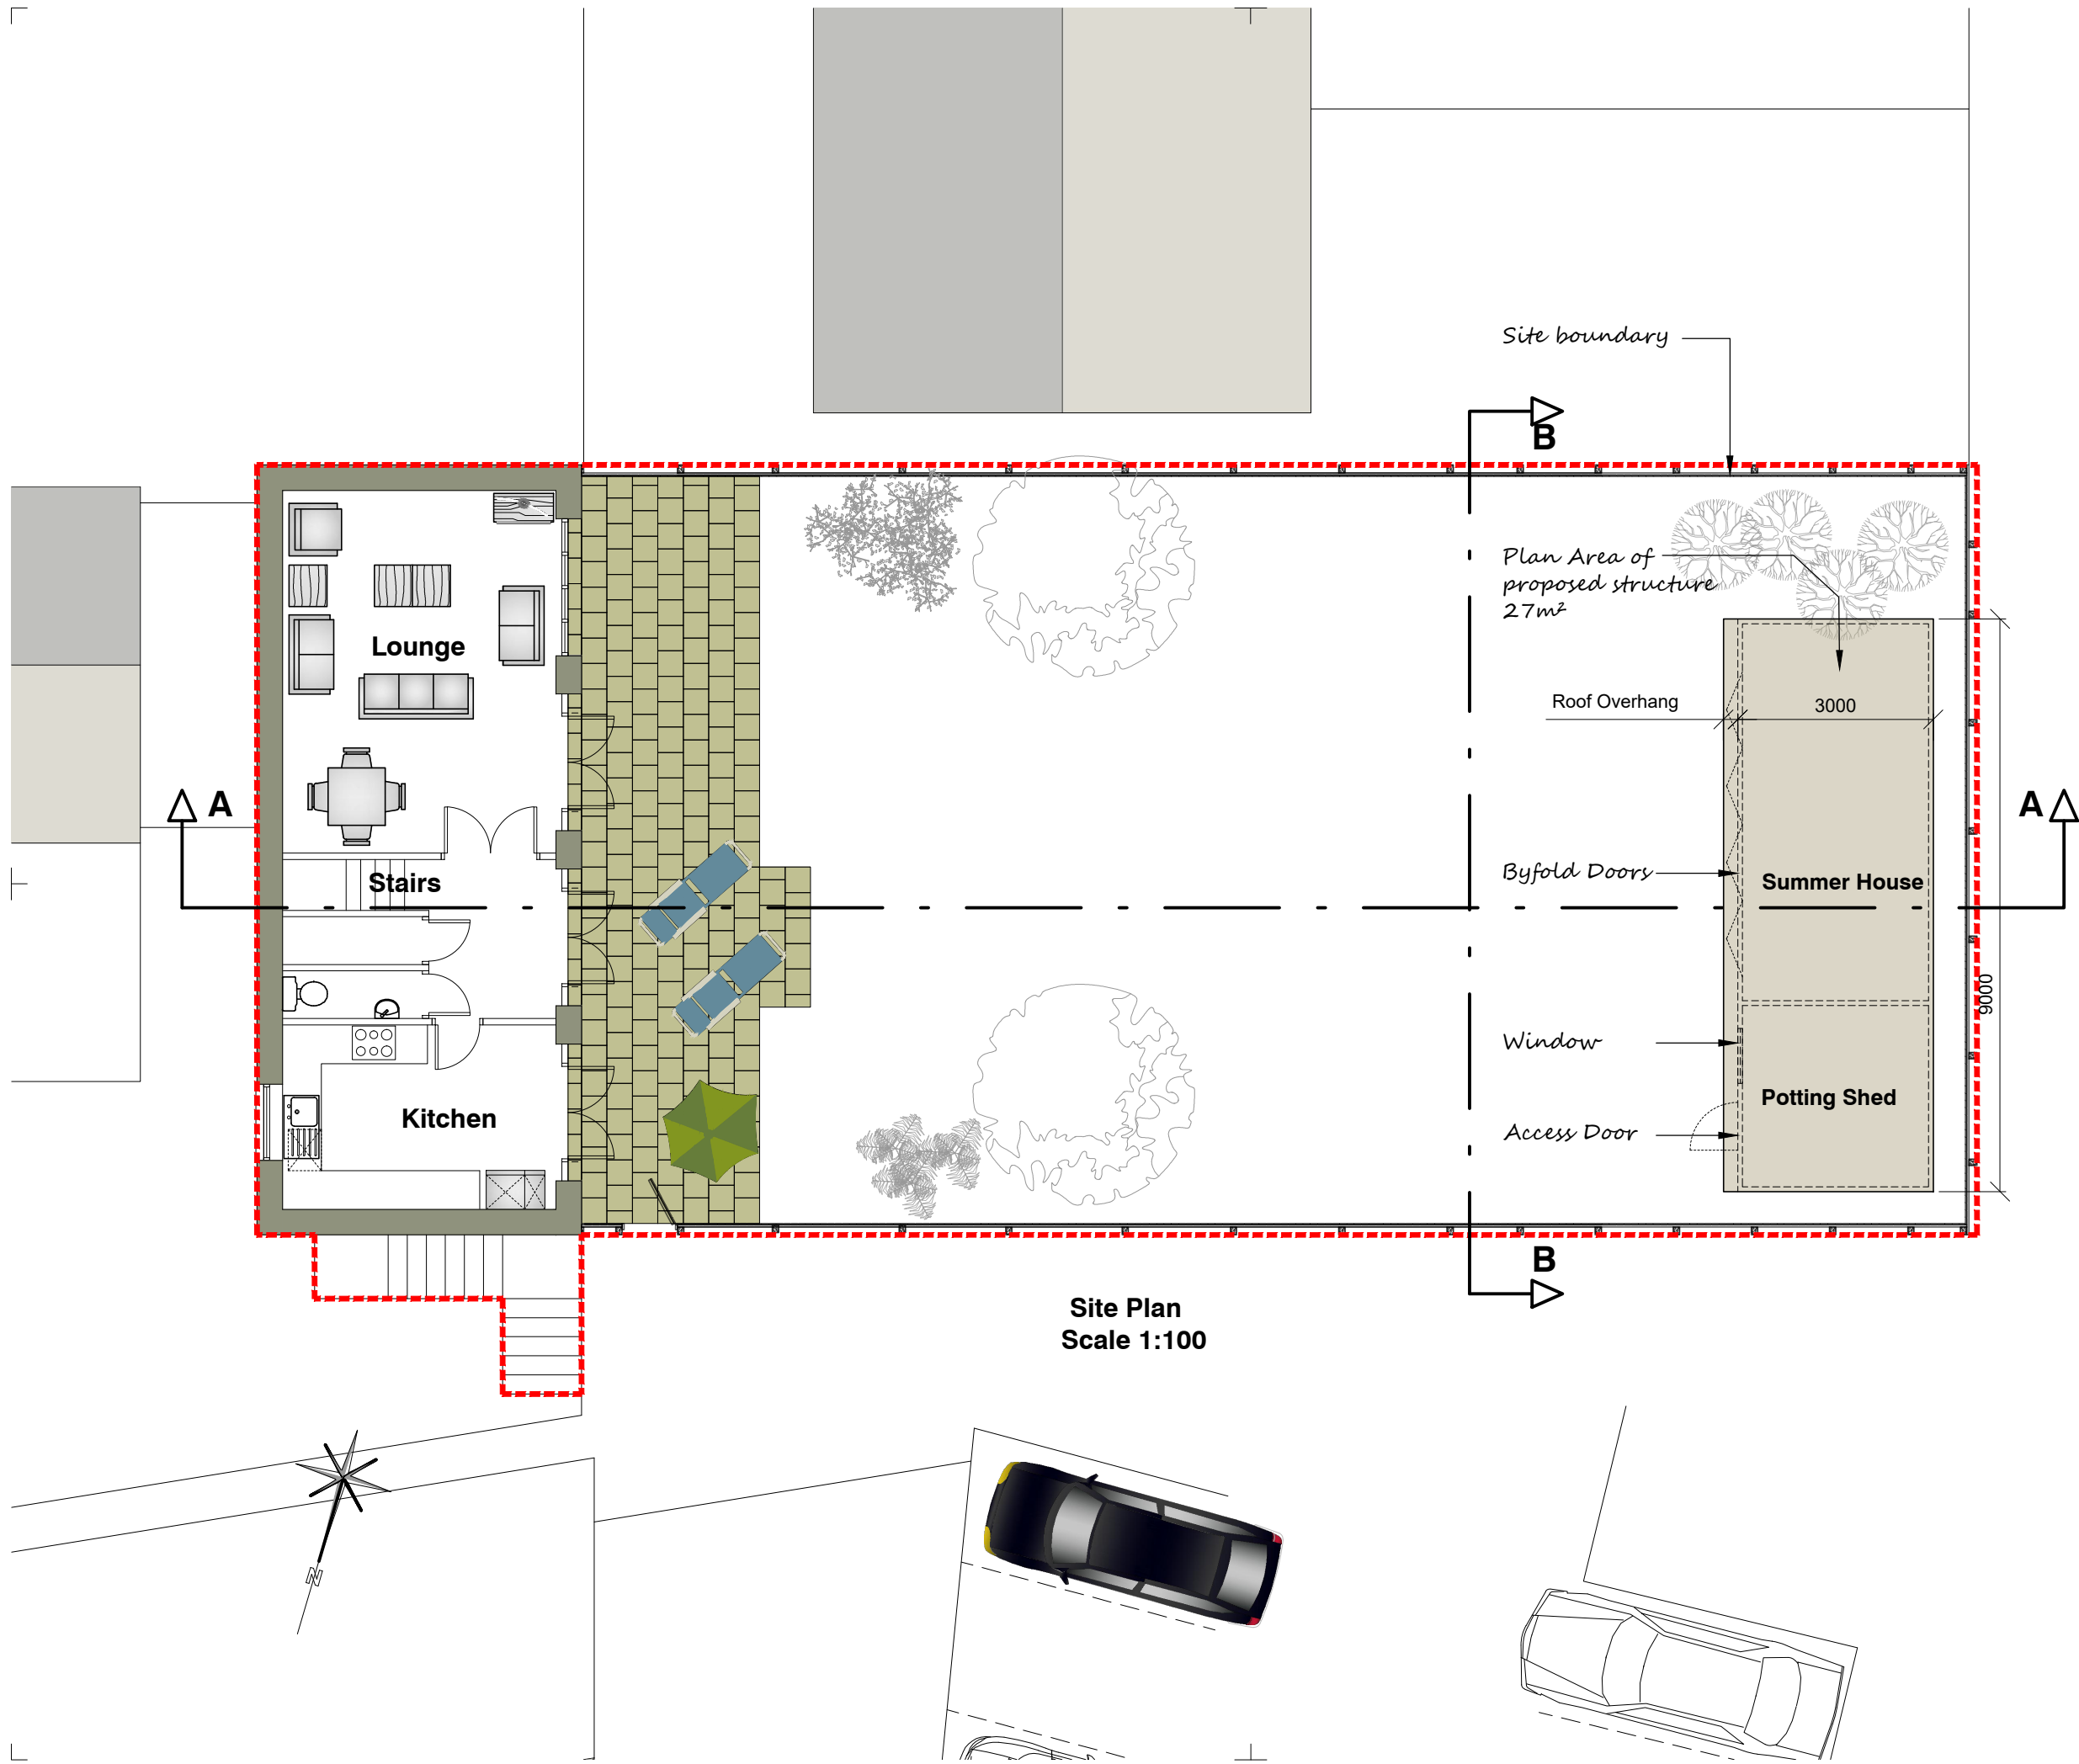 Site boundary
B
Plan Area of
proposed structure
27m²
Lounge
Roof Overhang
3000
A
A
Stairs
Byfold Doors
Summer House
9000
Window
Kitchen
Potting Shed
Access Door
B
Site Plan
Scale 1:100
N